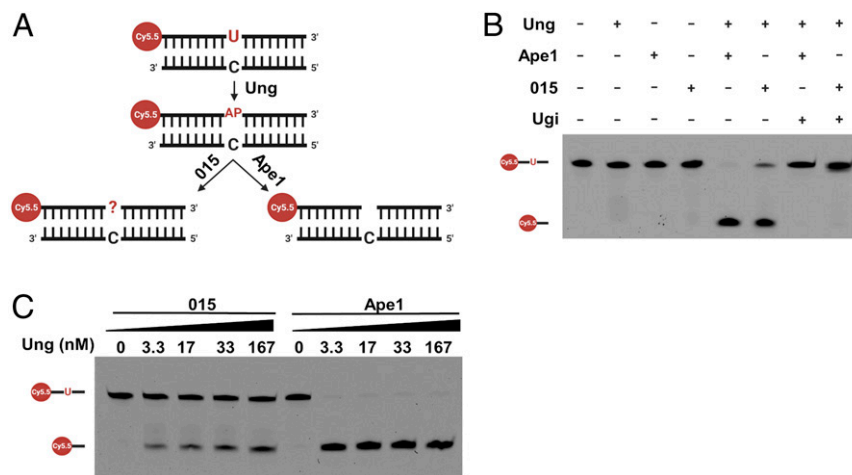 A
Cy5.5 U 3'
3' C 5'
Ung
Cy5.5 AP 3'
3' C 5'
015 Ape1
Cy5.5 ? 3' Cy5.5 3'
3' C 5' 3' C 5'
B
Ung - + - - + + + +
Ape1 - - + - + - + -
015 - - - + - + - +
Ugi - - - - - - + +
Cy5.5 U
Cy5.5
C
015 Ape1
Ung (nM) 0 3.3 17 33 167 0 3.3 17 33 167
Cy5.5 U
Cy5.5